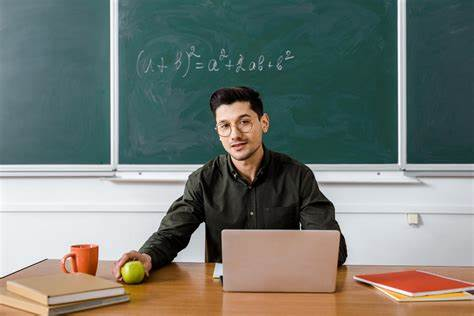 (a + b)² = a² + 2ab + b²